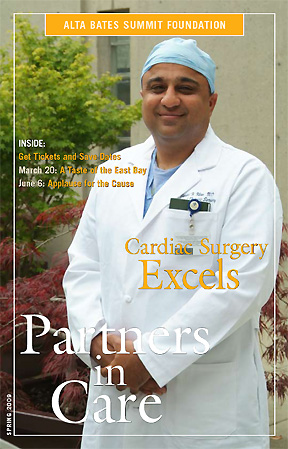 ALTA BATES SUMMIT FOUNDATION
INSIDE:
Get Tickets and Save Dates
March 20: A Taste of the East Bay
June 6: Applause for the Cause
Cardiac Surgery
Excels
Partners
in
Care
SPRING 2009